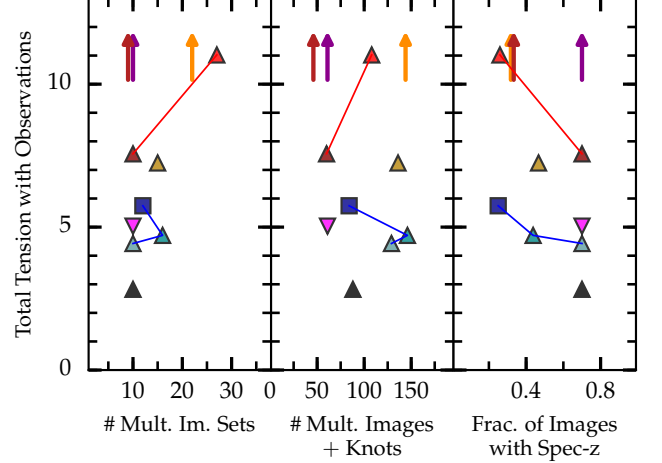 Total Tension with Observations
10
5
0
10 20 30
0 50 100 150
0.4 0.8
# Mult. Im. Sets
# Mult. Images
+ Knots
Frac. of Images
with Spec-z